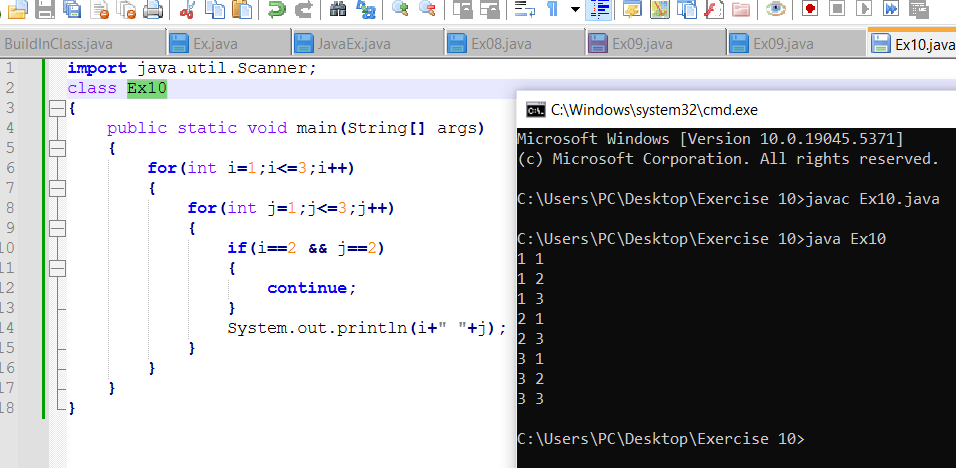 BuildInClass.java Ex.java JavaEx.java Ex08.java Ex09.java Ex09.java Ex10.java
1 import java.util.Scanner;
2 class Ex10
3 {
4 public static void main(String[] args)
5 {
6 for(int i=1;i<=3;i++)
7 {
8 for(int j=1;j<=3;j++)
9 {
10 if(i==2 && j==2)
11 {
12 continue;
13 }
14 System.out.println(i+" "+j);
15 }
16 }
17 }
18 }
C:\Windows\system32\cmd.exe
Microsoft Windows [Version 10.0.19045.5371]
(c) Microsoft Corporation. All rights reserved.
C:\Users\PC\Desktop\Exercise 10>javac Ex10.java
C:\Users\PC\Desktop\Exercise 10>java Ex10
1 1
1 2
1 3
2 1
2 3
3 1
3 2
3 3
C:\Users\PC\Desktop\Exercise 10>